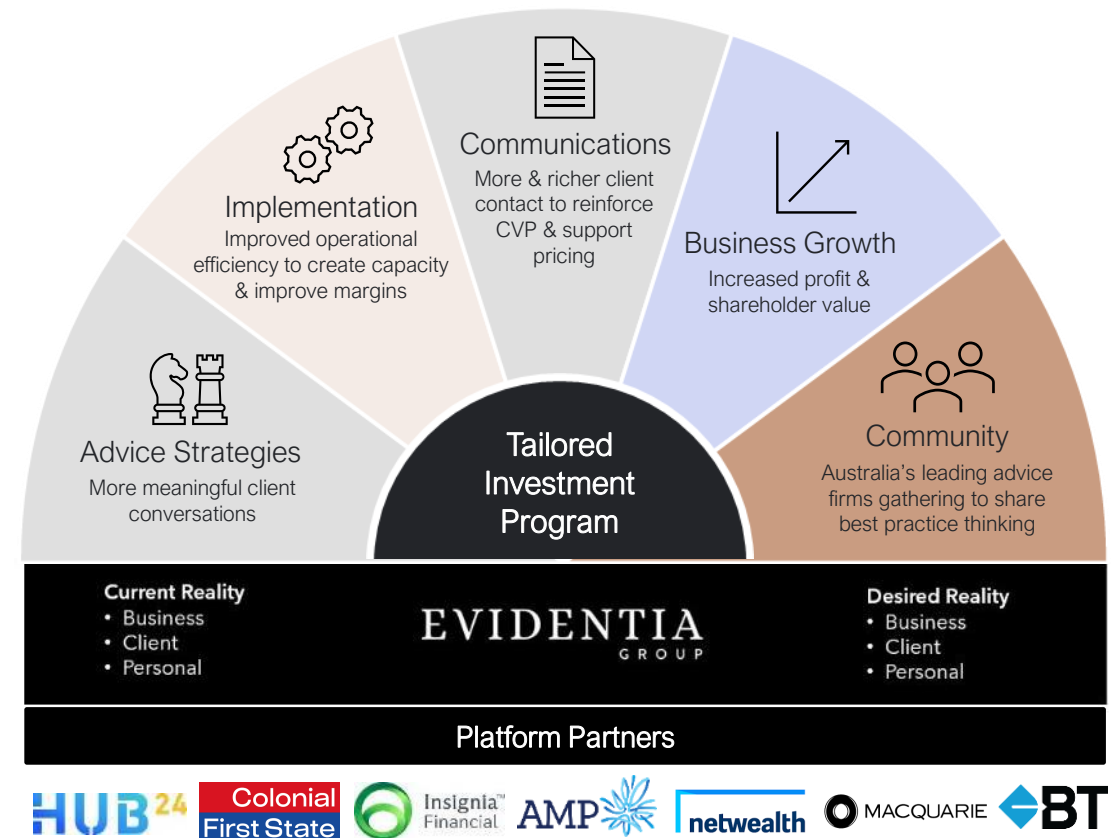 Communications
More & richer client
contact to reinforce
CVP & support
pricing
Implementation
Improved operational
efficiency to create capacity
& improve margins
Business Growth
Increased profit &
shareholder value
Advice Strategies
More meaningful client
conversations
Tailored
Investment
Program
Community
Australia's leading advice
firms gathering to share
best practice thinking
Current Reality
• Business
• Client
• Personal
EVIDENTIA
GROUP
Desired Reality
• Business
• Client
• Personal
Platform Partners
HUB24
Colonial
First State
Insignia™
Financial
AMP
netwealth
MACQUARIE
BT